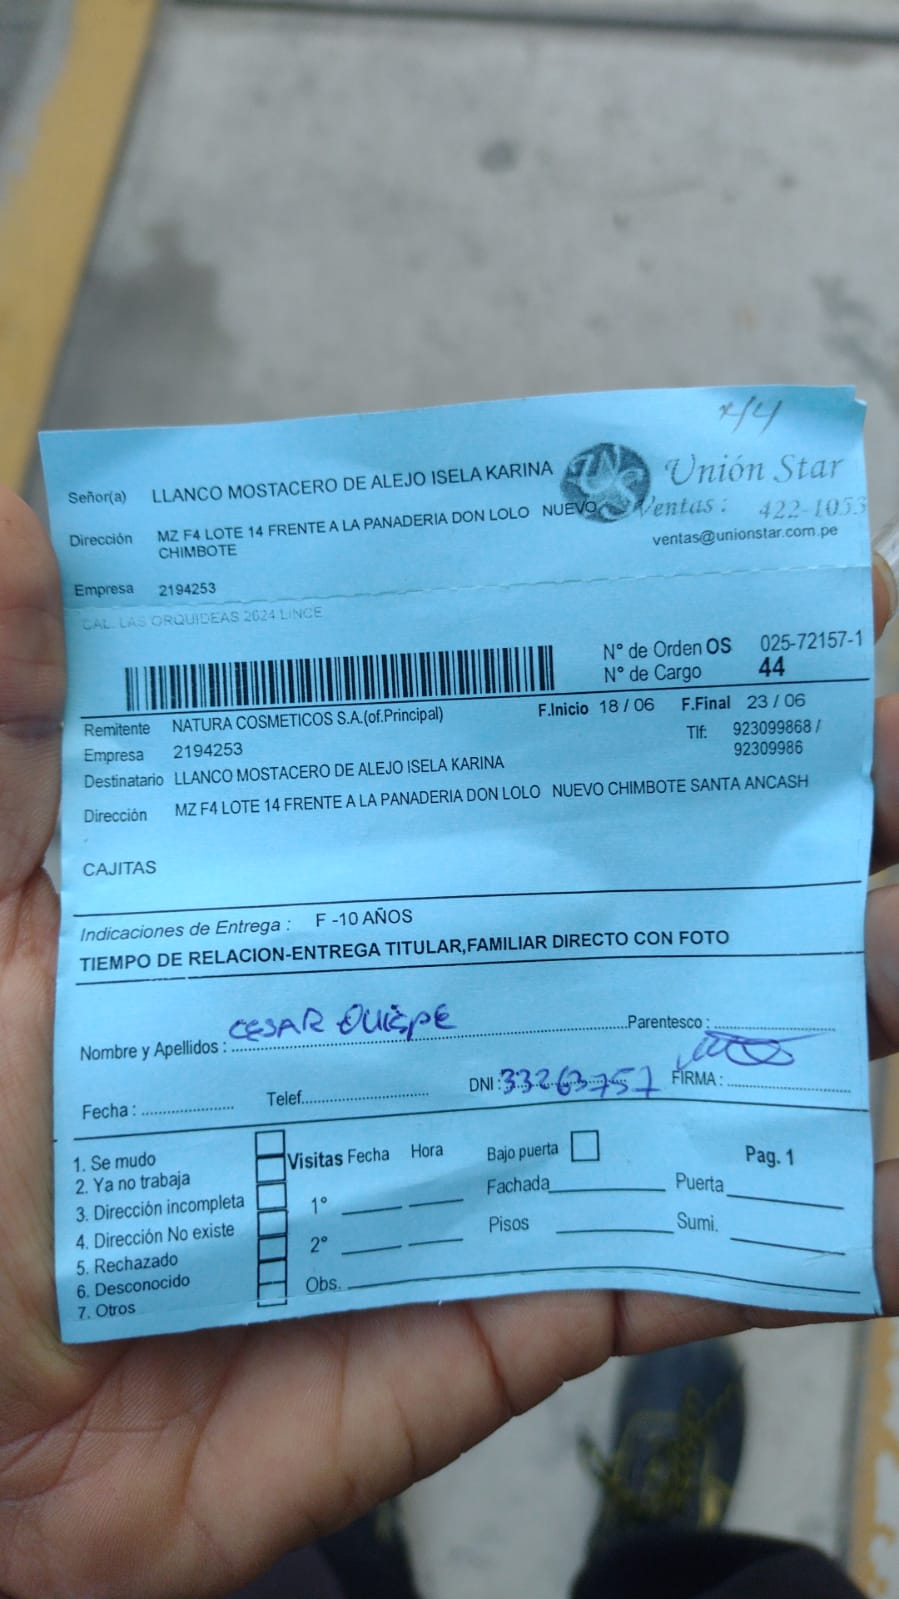 Señor(a) LLANCO MOSTACERO DE ALEJO ISELA KARINA
Unión Star
Dirección MZ F4 LOTE 14 FRENTE A LA PANADERIA DON LOLO NUEVO
CHIMBOTE
Ventas: 422-1053
ventas@unionstar.com.pe
Empresa 2194253
CAL. LAS ORQUIDEAS 2624 LINCE
N° de Orden OS 025-72157-1
N° de Cargo 44
Remitente NATURA COSMETICOS S.A.(of.Principal)
F.Inicio 18 / 06 F.Final 23 / 06
Empresa 2194253
Tlf: 923099868 /
92309986
Destinatario LLANCO MOSTACERO DE ALEJO ISELA KARINA
Dirección MZ F4 LOTE 14 FRENTE A LA PANADERIA DON LOLO NUEVO CHIMBOTE SANTA ANCASH
CAJITAS
Indicaciones de Entrega : F -10 AÑOS
TIEMPO DE RELACION-ENTREGA TITULAR,FAMILIAR DIRECTO CON FOTO
Nombre y Apellidos : CESAR QUISPE Parentesco :
Fecha : Telef. DNI : 33263757 FIRMA :
1. Se mudo
2. Ya no trabaja
3. Dirección incompleta
4. Dirección No existe
5. Rechazado
6. Desconocido
7. Otros
Visitas Fecha Hora
1°
2°
Obs.
Bajo puerta
Fachada
Pisos
Pag. 1
Puerta
Sumi.